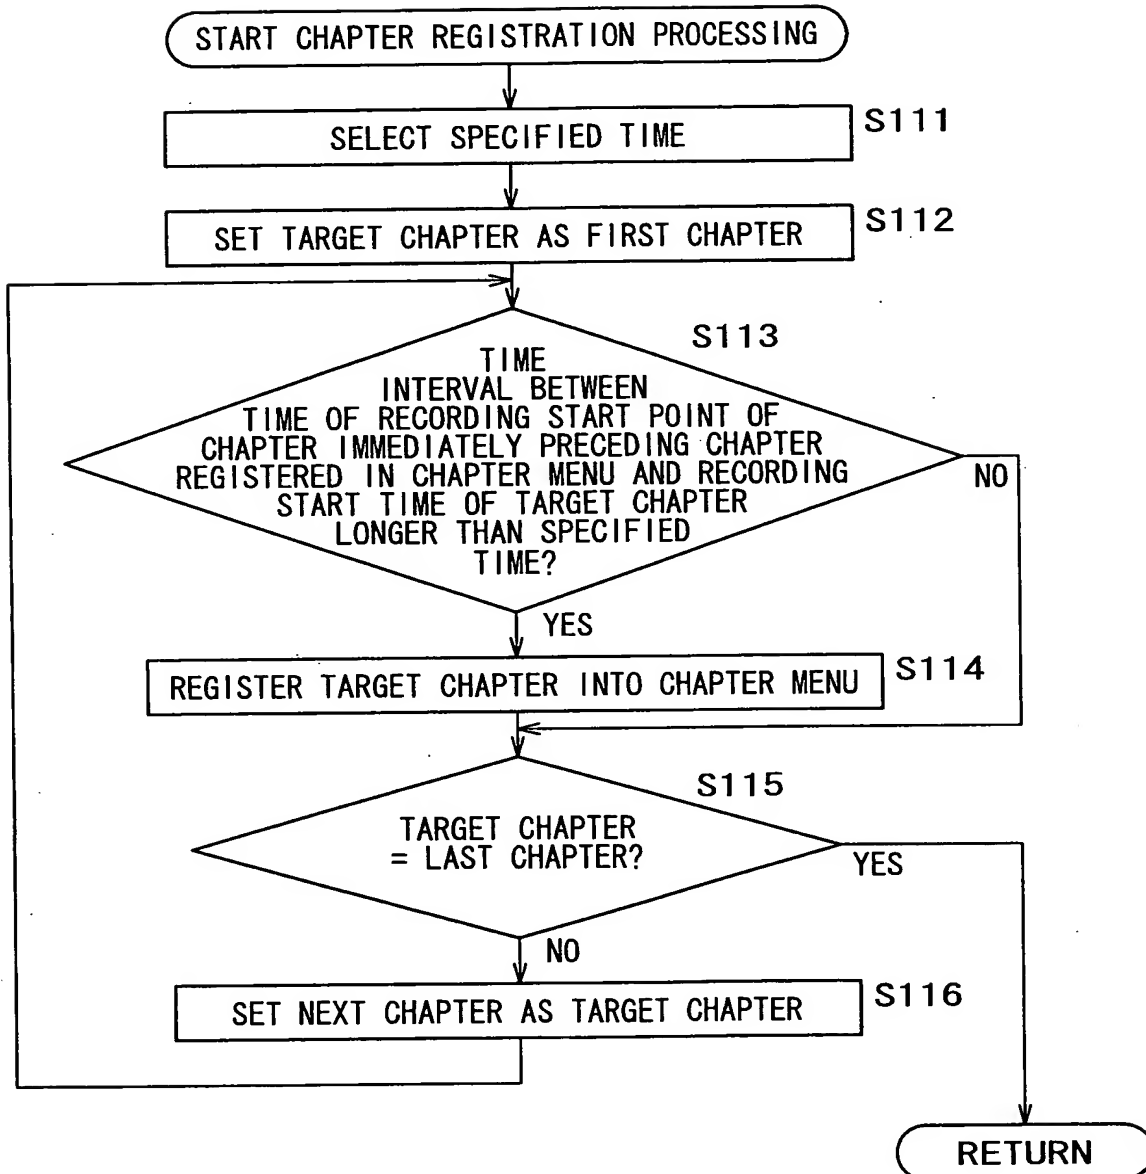 START CHAPTER REGISTRATION PROCESSING
SELECT SPECIFIED TIME
S111
SET TARGET CHAPTER AS FIRST CHAPTER
S112
S113
TIME
INTERVAL BETWEEN
TIME OF RECORDING START POINT OF
CHAPTER IMMEDIATELY PRECEDING CHAPTER
REGISTERED IN CHAPTER MENU AND RECORDING
START TIME OF TARGET CHAPTER
LONGER THAN SPECIFIED
TIME?
NO
YES
REGISTER TARGET CHAPTER INTO CHAPTER MENU
S114
S115
TARGET CHAPTER
= LAST CHAPTER?
YES
NO
SET NEXT CHAPTER AS TARGET CHAPTER
S116
RETURN